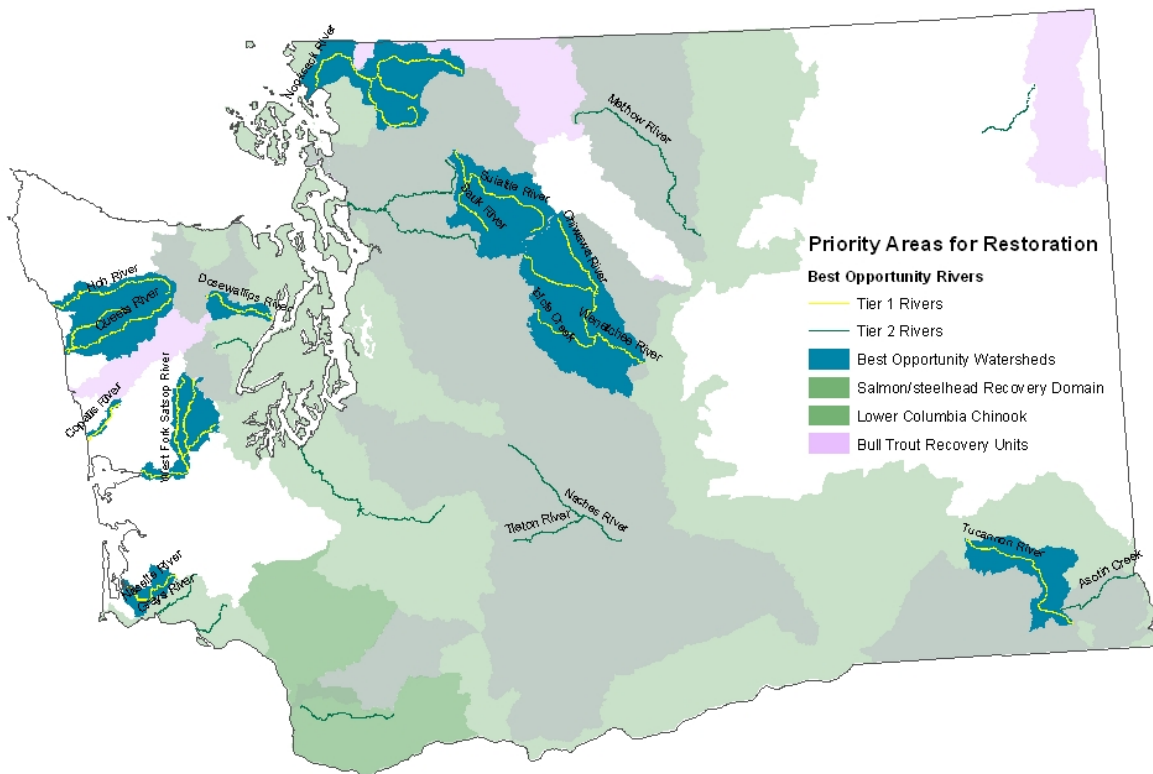 Nooksack River
Methow River
Suiattle River
Sauk River
Chiwawa River
Hoh River
Queets River
Dosewallips River
Icicle Creek
Wenatchee River
Copalis River
West Fork Satsop River
Priority Areas for Restoration
Best Opportunity Rivers
Tier 1 Rivers
Tier 2 Rivers
Best Opportunity Watersheds
Salmon/steelhead Recovery Domain
Lower Columbia Chinook
Bull Trout Recovery Units
Naches River
Tieton River
Tucannon River
Asotin Creek
Naselle River
Grays River